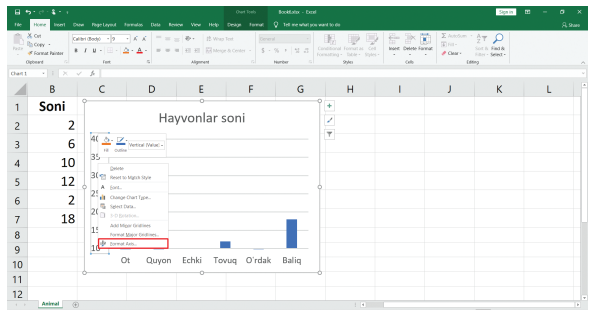 Chart Tools
Book1.xlsx - Excel
Sign in
File Home Insert Draw Page Layout Formulas Data Review View Help Design Format Tell me what you want to do
Share
Cut
Copy
Format Painter
Paste
Clipboard
Calibri (Body) 9
B I U
Font
Wrap Text
Merge & Center
Alignment
General
Number
Conditional Formatting
Format as Table
Cell Styles
Styles
Insert Delete Format
Cells
AutoSum
Fill
Clear
Sort & Filter
Find & Select
Editing
Chart 1
fx
B C D E F G H I J K L
1 Soni
2 2
3 6
4 10
5 12
6 2
7 18
8
9
10
11
12
Hayvonlar soni
40
35
30
25
20
15
10
Fill Outline
Vertical (Value)
Delete
Reset to Match Style
Font...
Change Chart Type...
Select Data...
3-D Rotation...
Add Minor Gridlines
Format Major Gridlines...
Format Axis...
Ot Quyon Echki Tovuq O`rdak Baliq
Animal